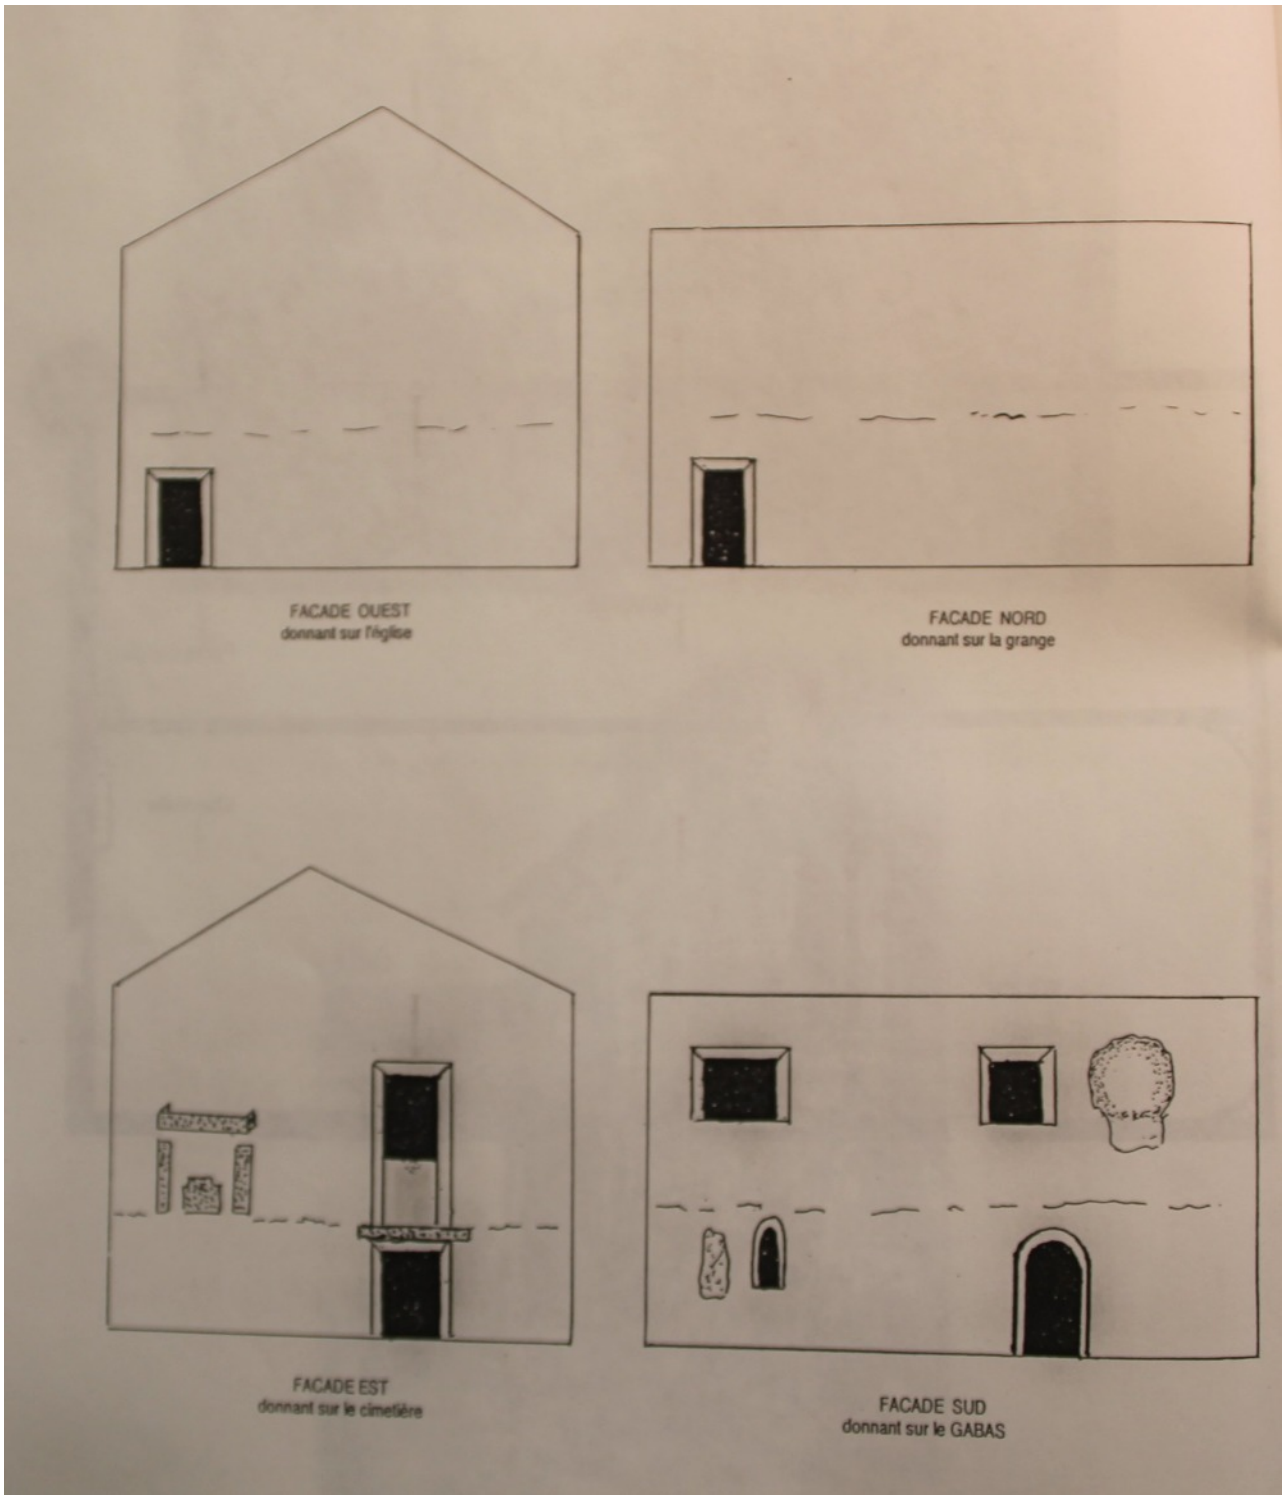 FACADE OUEST
donnant sur l'église
FACADE NORD
donnant sur la grange
FACADE EST
donnant sur le cimetière
FACADE SUD
donnant sur le GABAS